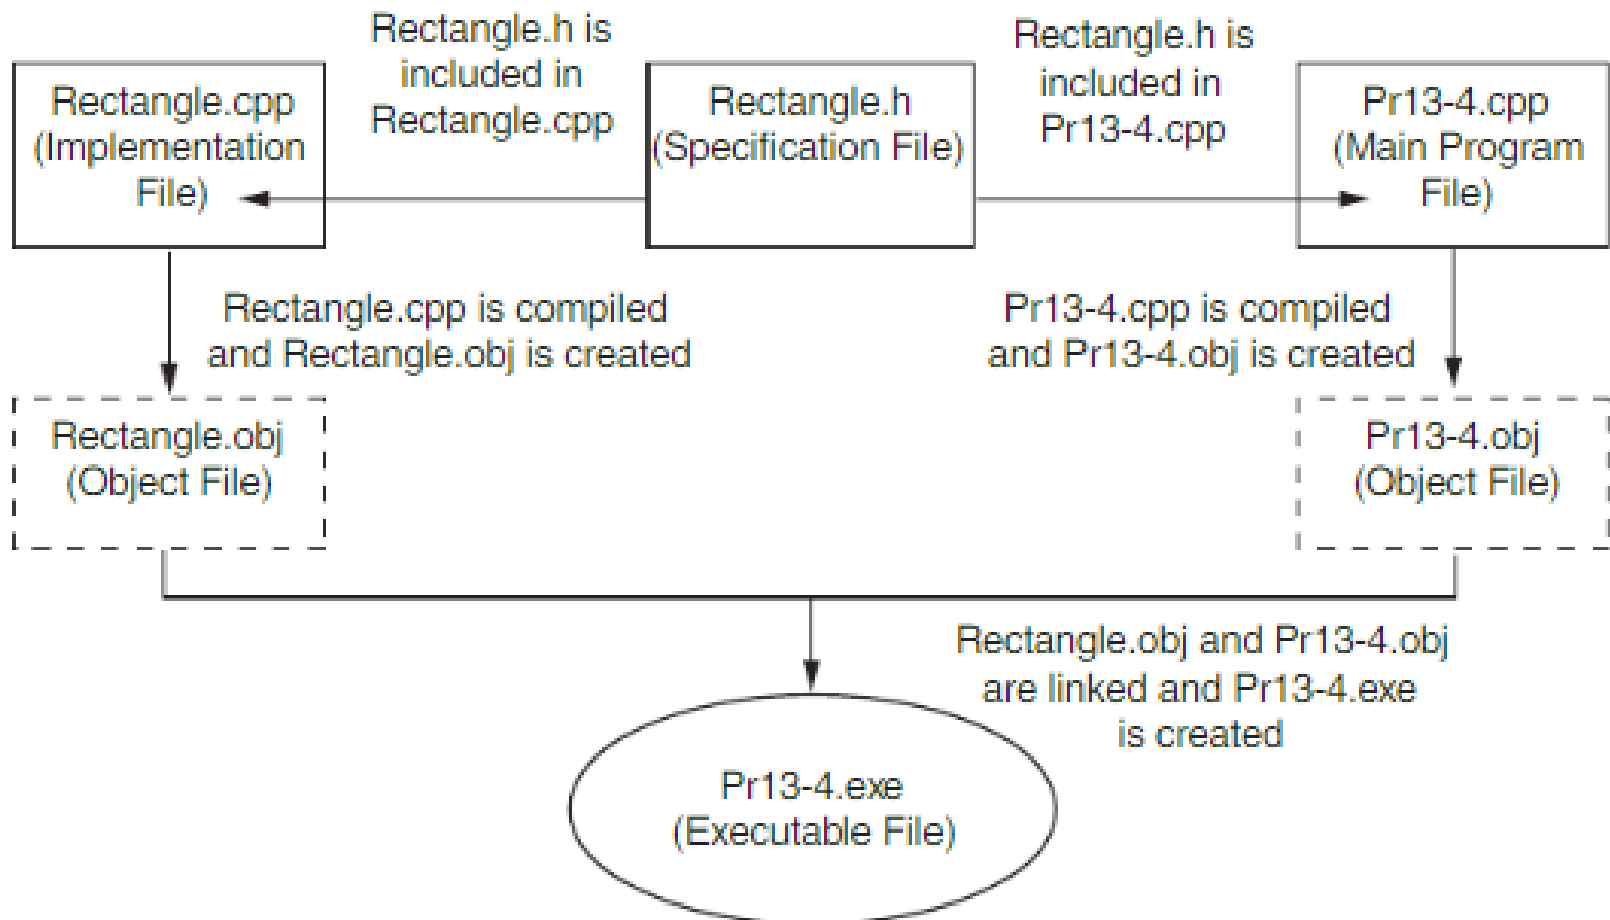 Rectangle.h is
included in
Rectangle.cpp
Rectangle.h is
included in
Pr13-4.cpp
Rectangle.cpp
(Implementation
File)
Rectangle.h
(Specification File)
Pr13-4.cpp
(Main Program
File)
Rectangle.cpp is compiled
and Rectangle.obj is created
Pr13-4.cpp is compiled
and Pr13-4.obj is created
Rectangle.obj
(Object File)
Pr13-4.obj
(Object File)
Rectangle.obj and Pr13-4.obj
are linked and Pr13-4.exe
is created
Pr13-4.exe
(Executable File)